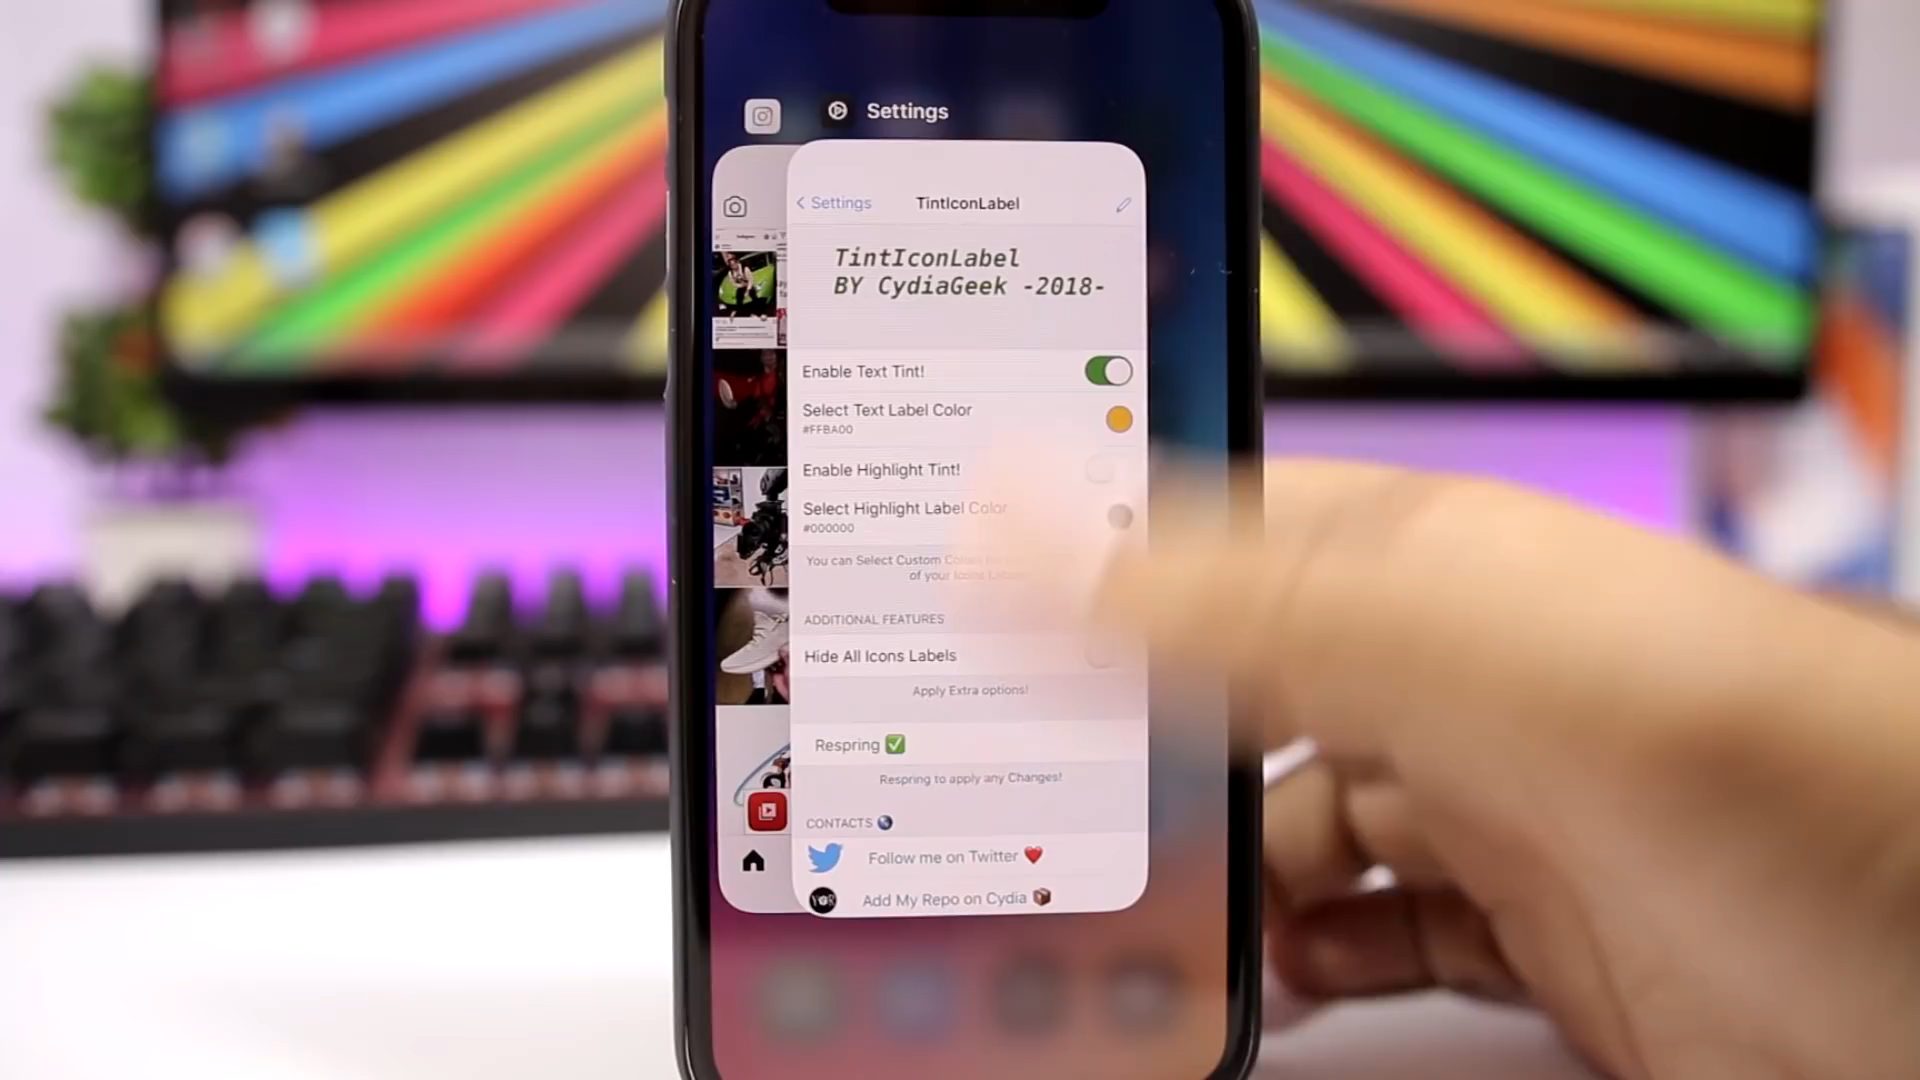 Settings
Settings
TintIconLabel
TintIconLabel
BY CydiaGeek -2018-
Enable Text Tint!
Select Text Label Color
#FFBA00
Enable Highlight Tint!
Select Highlight Label Color
#000000
You can Select Custom Colors
of your Icons
ADDITIONAL FEATURES
Hide All Icons Labels
Apply Extra options!
Respring ✅
Respring to apply any Changes!
CONTACTS
Follow me on Twitter ❤️
Add My Repo on Cydia 📦